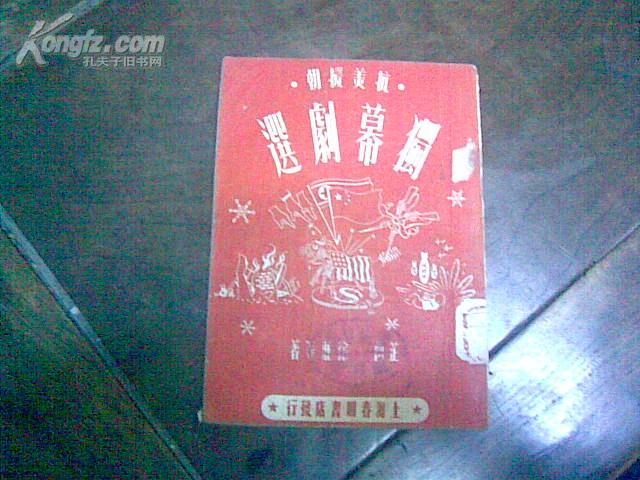 Kongfz.com
孔夫子旧书网
·抗美援朝·
獨幕劇選
著
★上海春明書店發行★